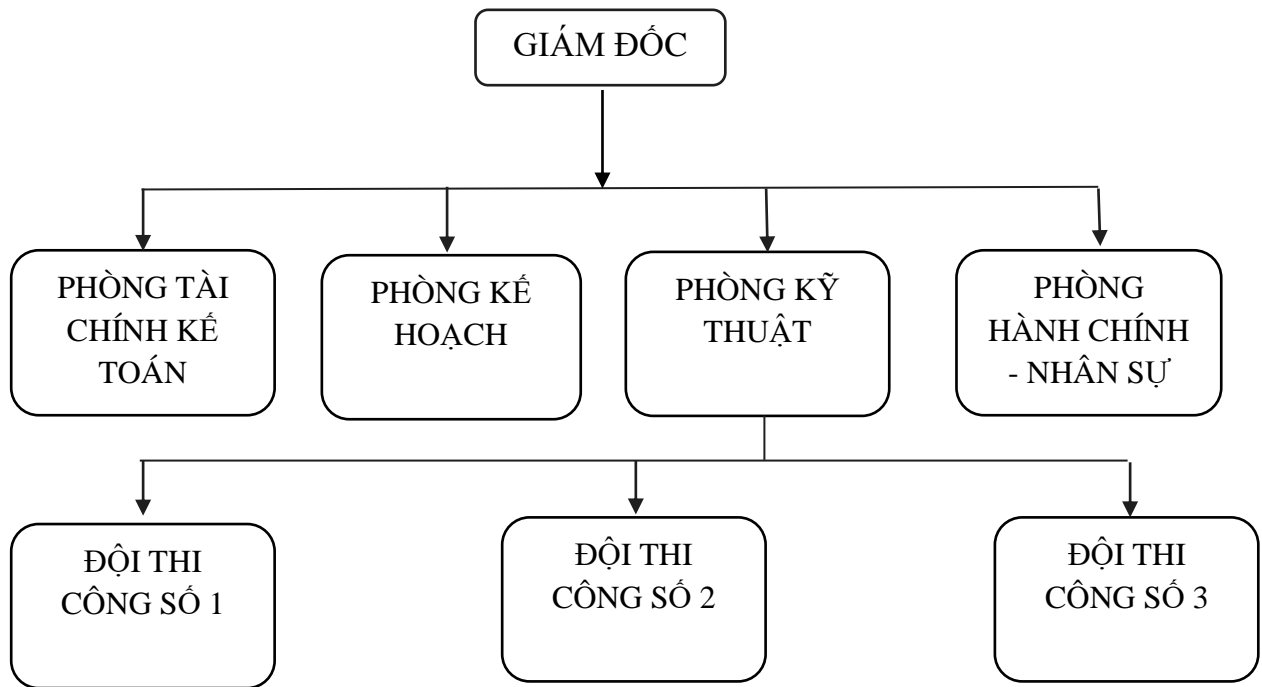 GIÁM ĐỐC
PHÒNG TÀI
CHÍNH KẾ
TOÁN
PHÒNG KẾ
HOẠCH
PHÒNG KỸ
THUẬT
PHÒNG
HÀNH CHÍNH
- NHÂN SỰ
ĐỘI THI
CÔNG SỐ 1
ĐỘI THI
CÔNG SỐ 2
ĐỘI THI
CÔNG SỐ 3